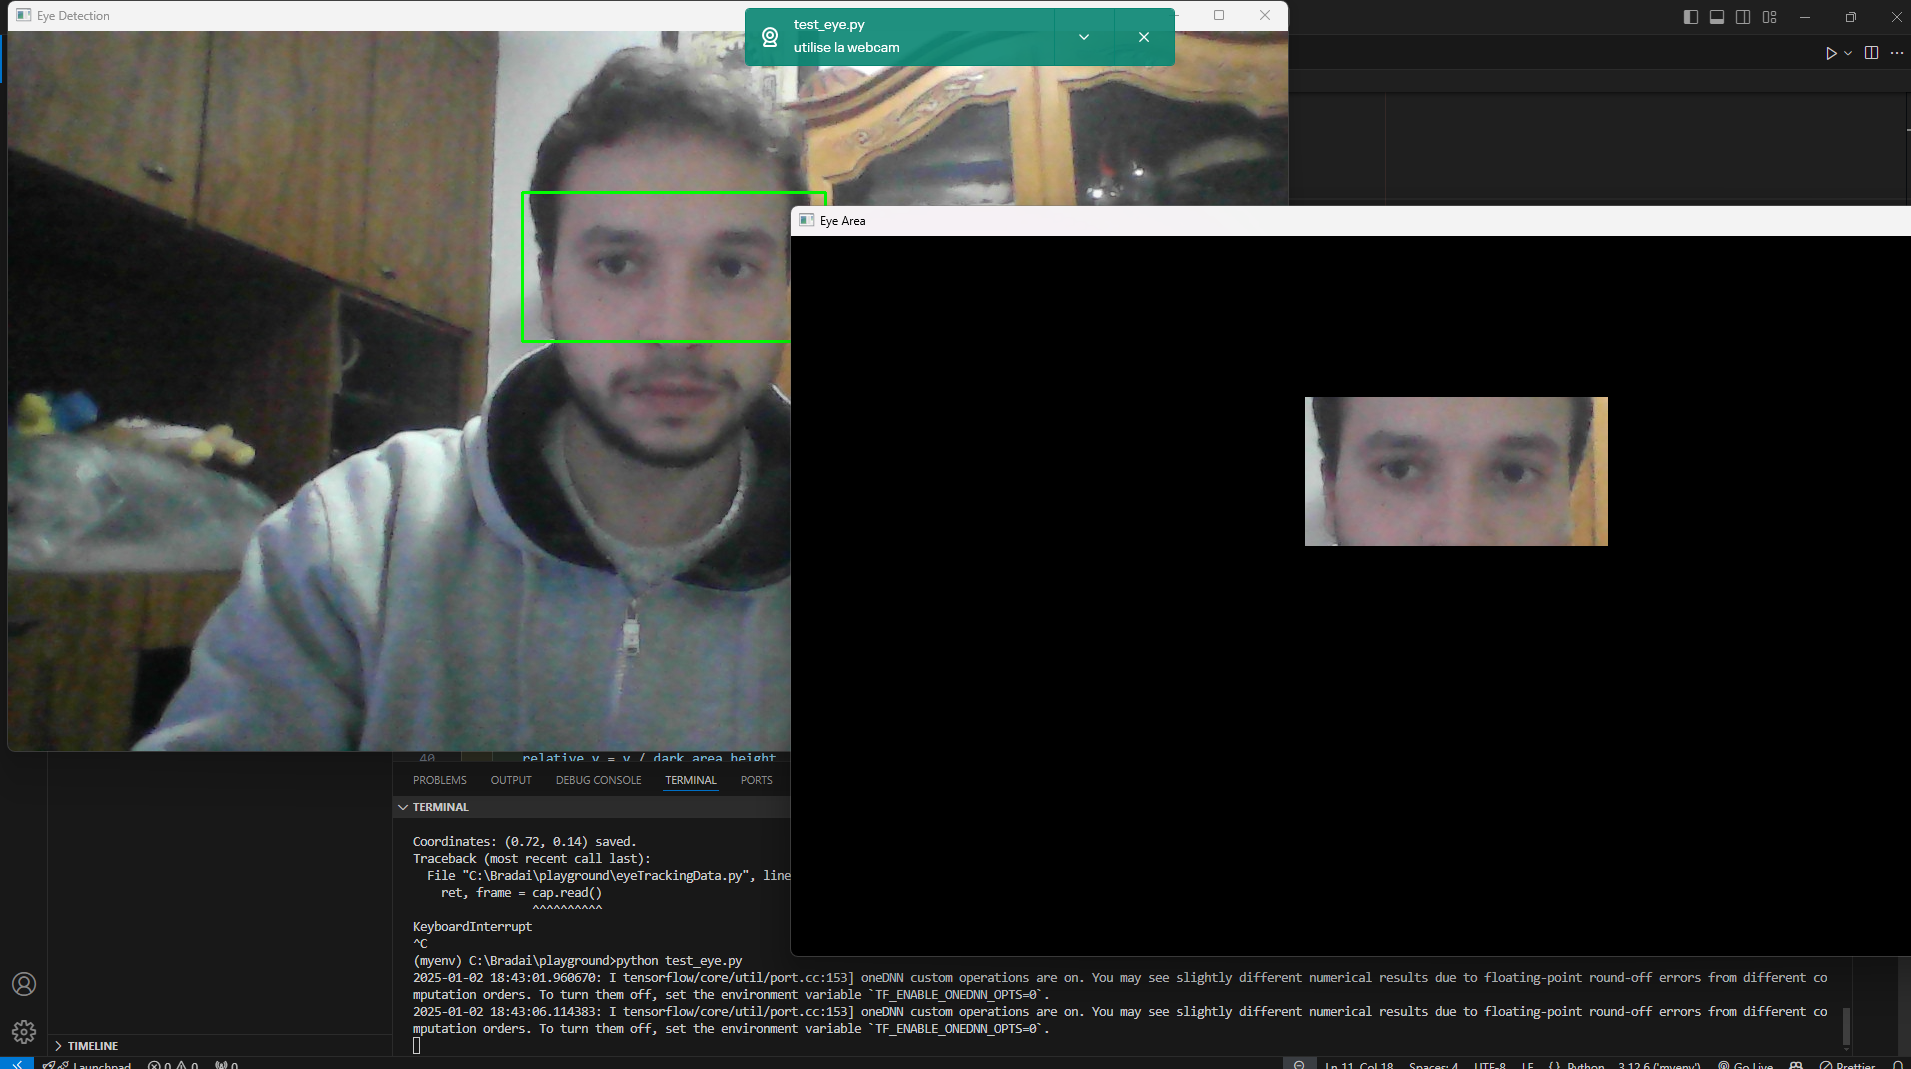 Eye Detection
test_eye.py
utilise la webcam
Eye Area
40 relative_y = y / dark_area_height
PROBLEMS OUTPUT DEBUG CONSOLE TERMINAL PORTS
TERMINAL
Coordinates: (0.72, 0.14) saved.
Traceback (most recent call last):
File "C:\Bradai\playground\eyeTrackingData.py", line
ret, frame = cap.read()
^^^^^^^^^^
KeyboardInterrupt
^C
(myenv) C:\Bradai\playground>python test_eye.py
2025-01-02 18:43:01.960670: I tensorflow/core/util/port.cc:153] oneDNN custom operations are on. You may see slightly different numerical results due to floating-point round-off errors from different co
mputation orders. To turn them off, set the environment variable `TF_ENABLE_ONEDNN_OPTS=0`.
2025-01-02 18:43:06.114383: I tensorflow/core/util/port.cc:153] oneDNN custom operations are on. You may see slightly different numerical results due to floating-point round-off errors from different co
mputation orders. To turn them off, set the environment variable `TF_ENABLE_ONEDNN_OPTS=0`.
TIMELINE
Launchpad 0 0 0 Ln 11, Col 18 Spaces: 4 UTF-8 LF {} Python 3.12.6 ('myenv') Go Live Prettier